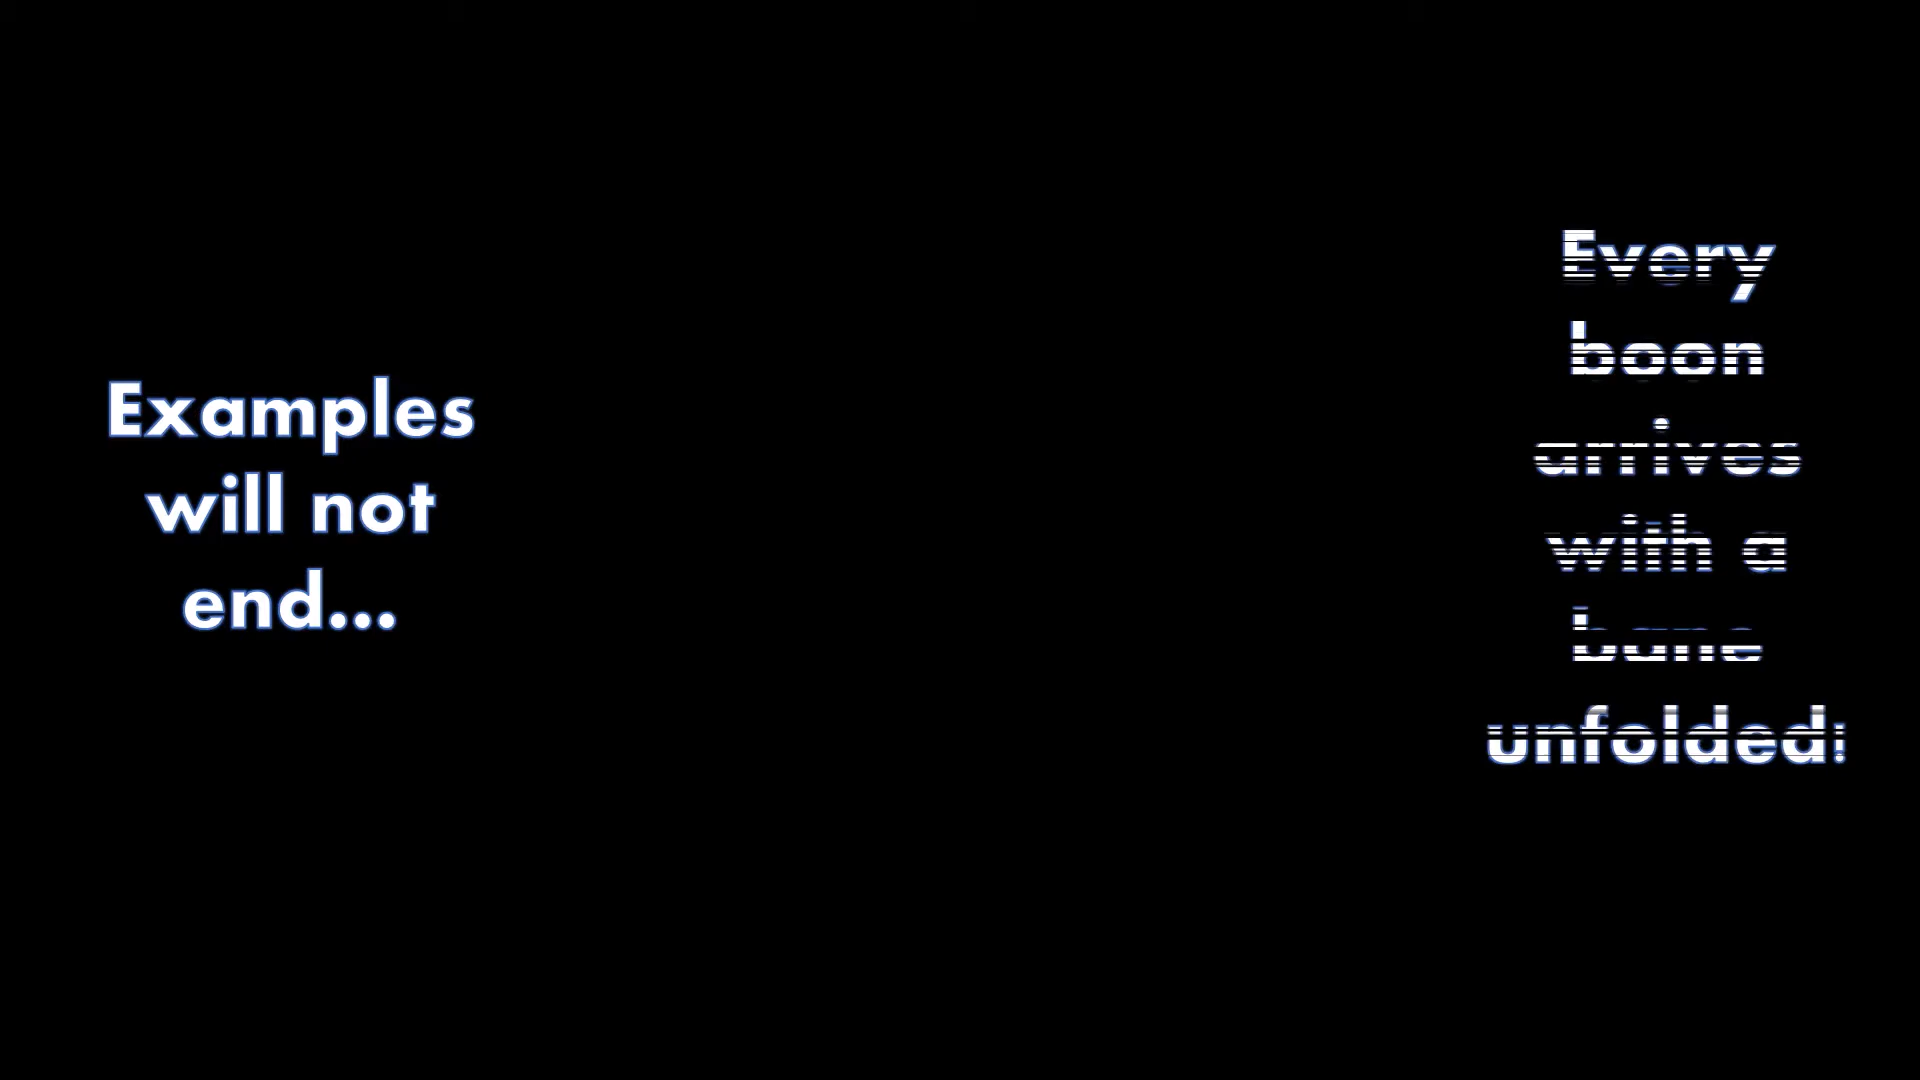 Examples
will not
end...
Every
boon
arrives
with a
bane
unfolded!